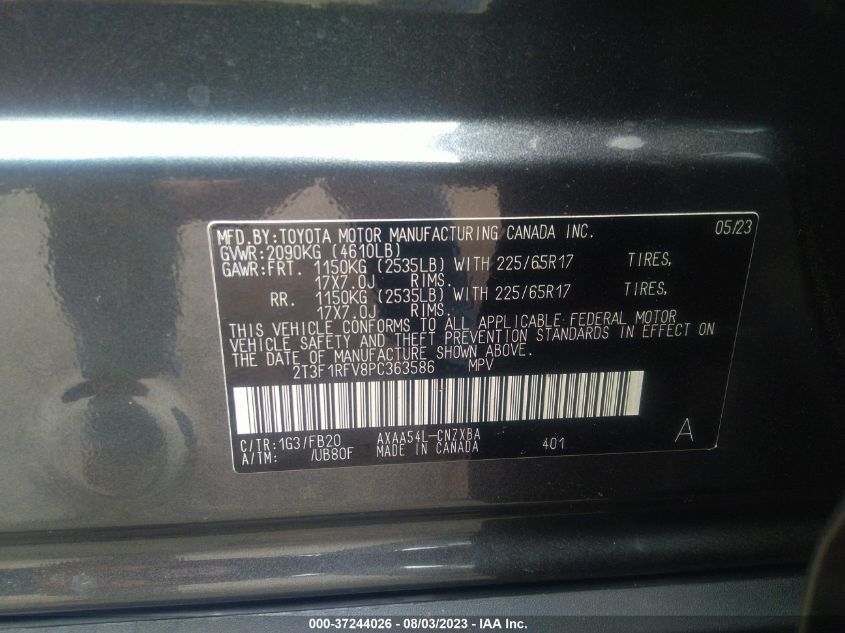 MFD.BY:TOYOTA MOTOR MANUFACTURING CANADA INC. 05/23
GVWR:2090KG (4610LB)
GAWR:FRT. 1150KG (2535LB) WITH 225/65R17 TIRES,
17X7.0J RIMS.
RR. 1150KG (2535LB) WITH 225/65R17 TIRES,
17X7.0J RIMS.
THIS VEHICLE CONFORMS TO ALL APPLICABLE FEDERAL MOTOR
VEHICLE SAFETY AND THEFT PREVENTION STANDARDS IN EFFECT ON
THE DATE OF MANUFACTURE SHOWN ABOVE.
2T3F1RFV8PC363586 MPV
C/TR:1G3/FB20 AXAA54L-CNZXBA 401 A
A/TM: /UB80F MADE IN CANADA
000-37244026 - 08/03/2023 - IAA Inc.